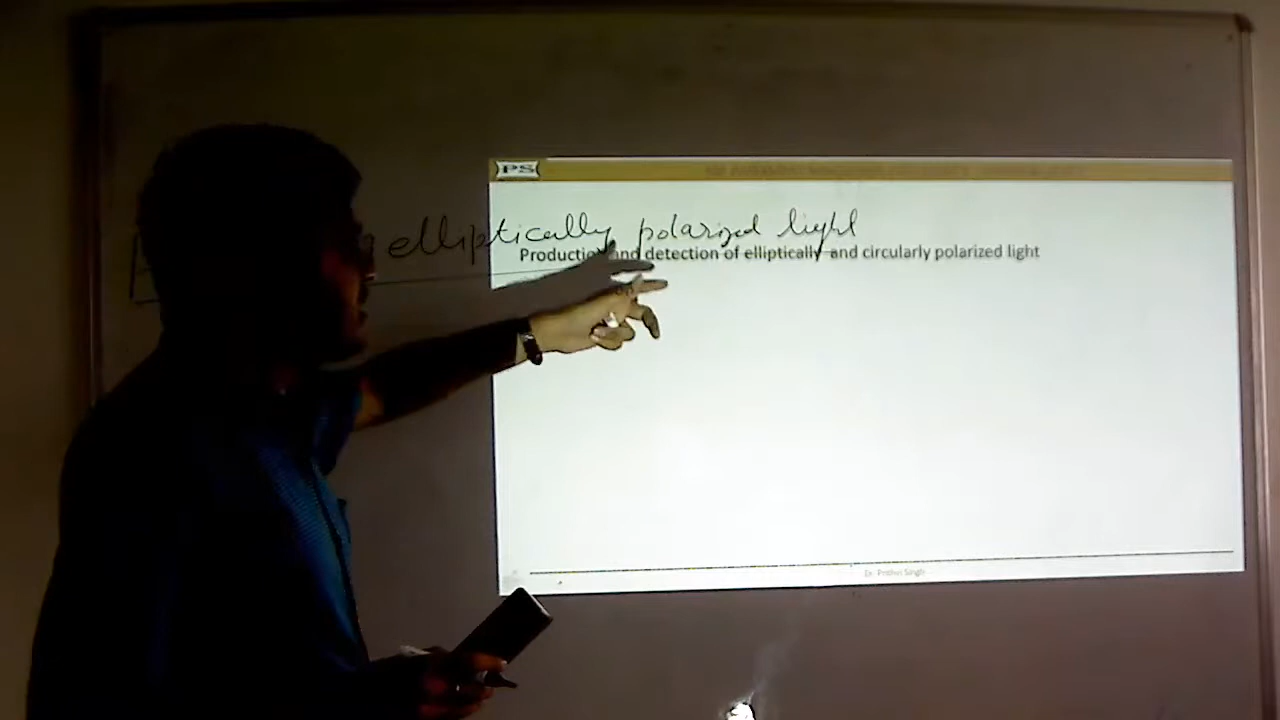 PS
elliptically polarized light
Production and detection of elliptically and circularly polarized light
Dr. Prithvi Singh